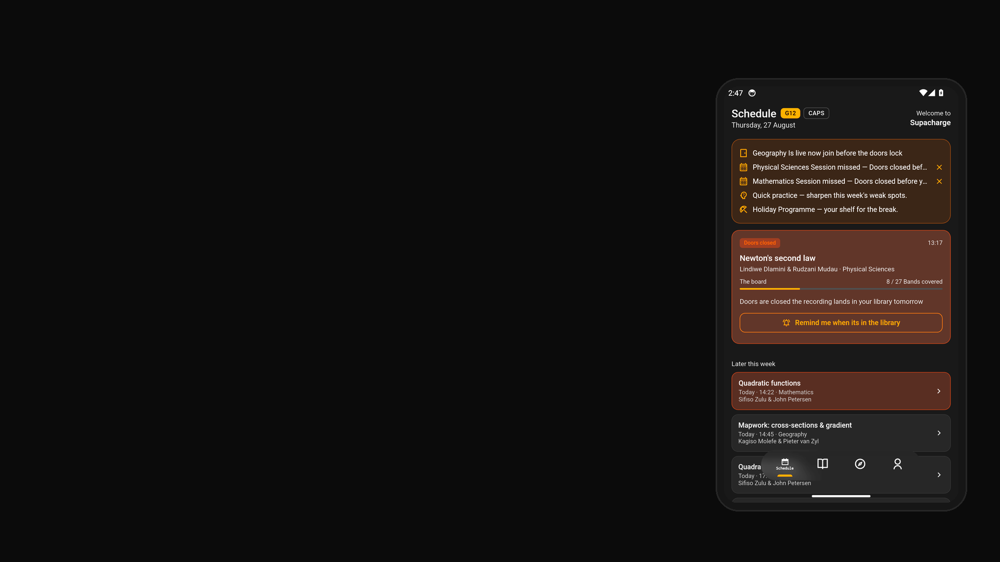 2:47
Schedule G12 CAPS
Thursday, 27 August
Welcome to
Supacharge
Geography Is live now join before the doors lock
Physical Sciences Session missed — Doors closed bef...
Mathematics Session missed — Doors closed before y...
Quick practice — sharpen this week's weak spots.
Holiday Programme — your shelf for the break.
Doors closed 13:17
Newton's second law
Lindiwe Dlamini & Rudzani Mudau · Physical Sciences
The board 8 / 27 Bands covered
Doors are closed the recording lands in your library tomorrow
Remind me when its in the library
Later this week
Quadratic functions
Today · 14:22 · Mathematics
Sifiso Zulu & John Petersen
Mapwork: cross-sections & gradient
Today · 14:45 · Geography
Kagiso Molefe & Pieter van Zyl
Quadra
Today · 17.
Sifiso Zulu & John Petersen
Schedule